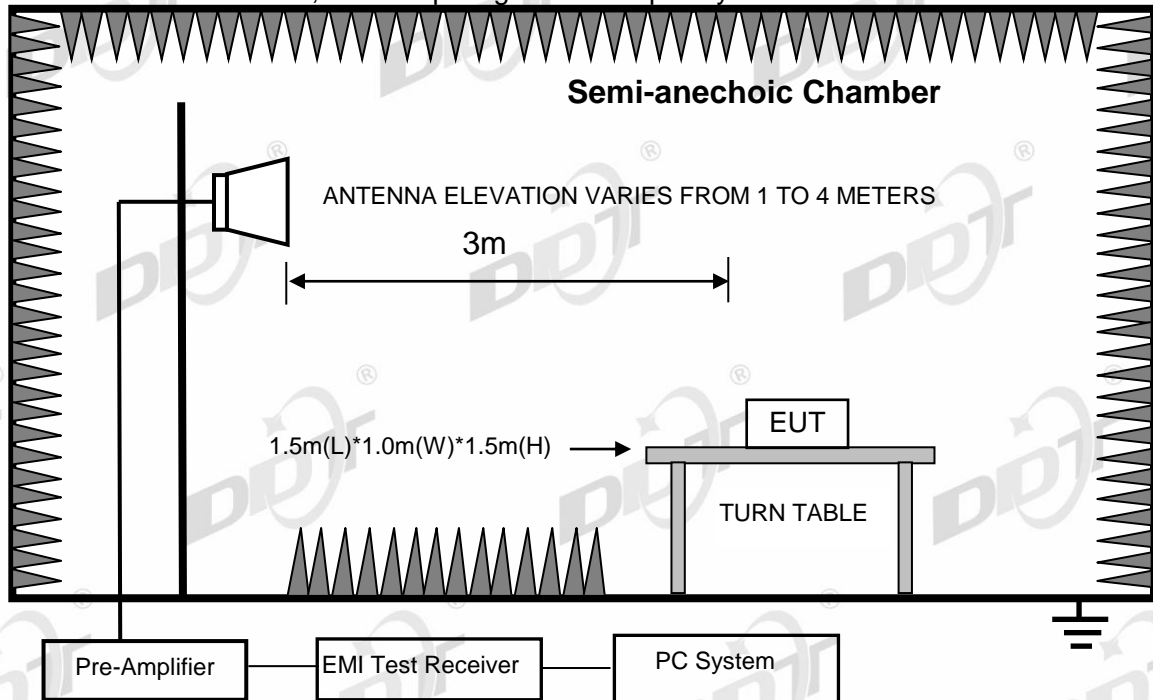 Semi-anechoic Chamber
ANTENNA ELEVATION VARIES FROM 1 TO 4 METERS
3m
EUT
1.5m(L)*1.0m(W)*1.5m(H)
TURN TABLE
Pre-Amplifier
EMI Test Receiver
PC System
DDT